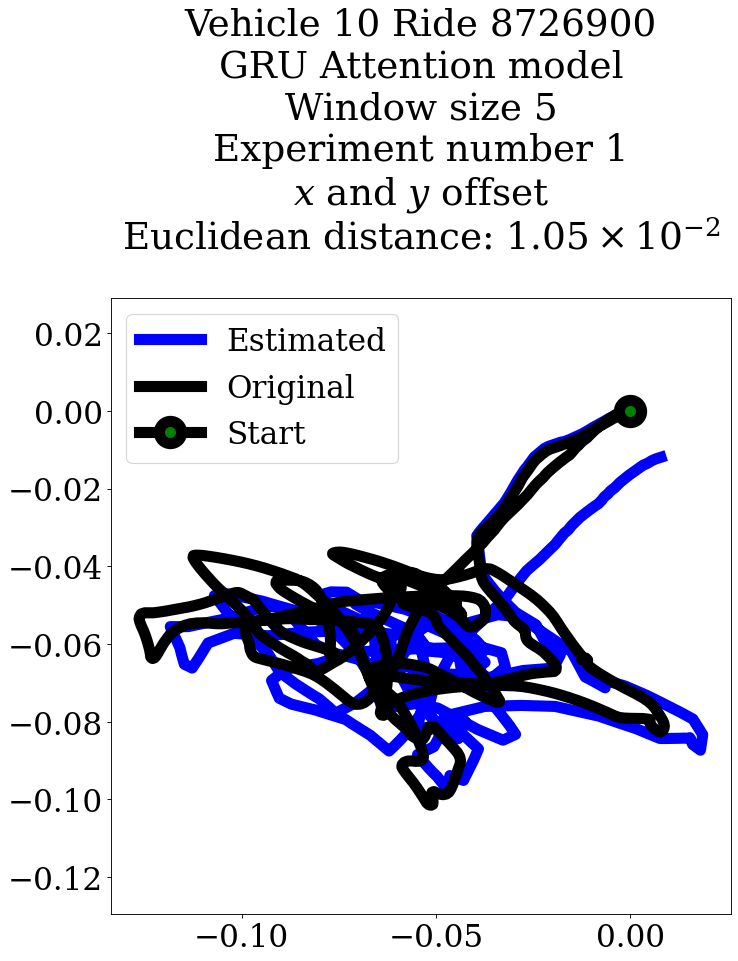 Vehicle 10 Ride 8726900
GRU Attention model
Window size 5
Experiment number 1
x and y offset
Euclidean distance: 1.05 × 10⁻²
Estimated
Original
Start
0.02
0.00
−0.02
−0.04
−0.06
−0.08
−0.10
−0.12
−0.10 −0.05 0.00